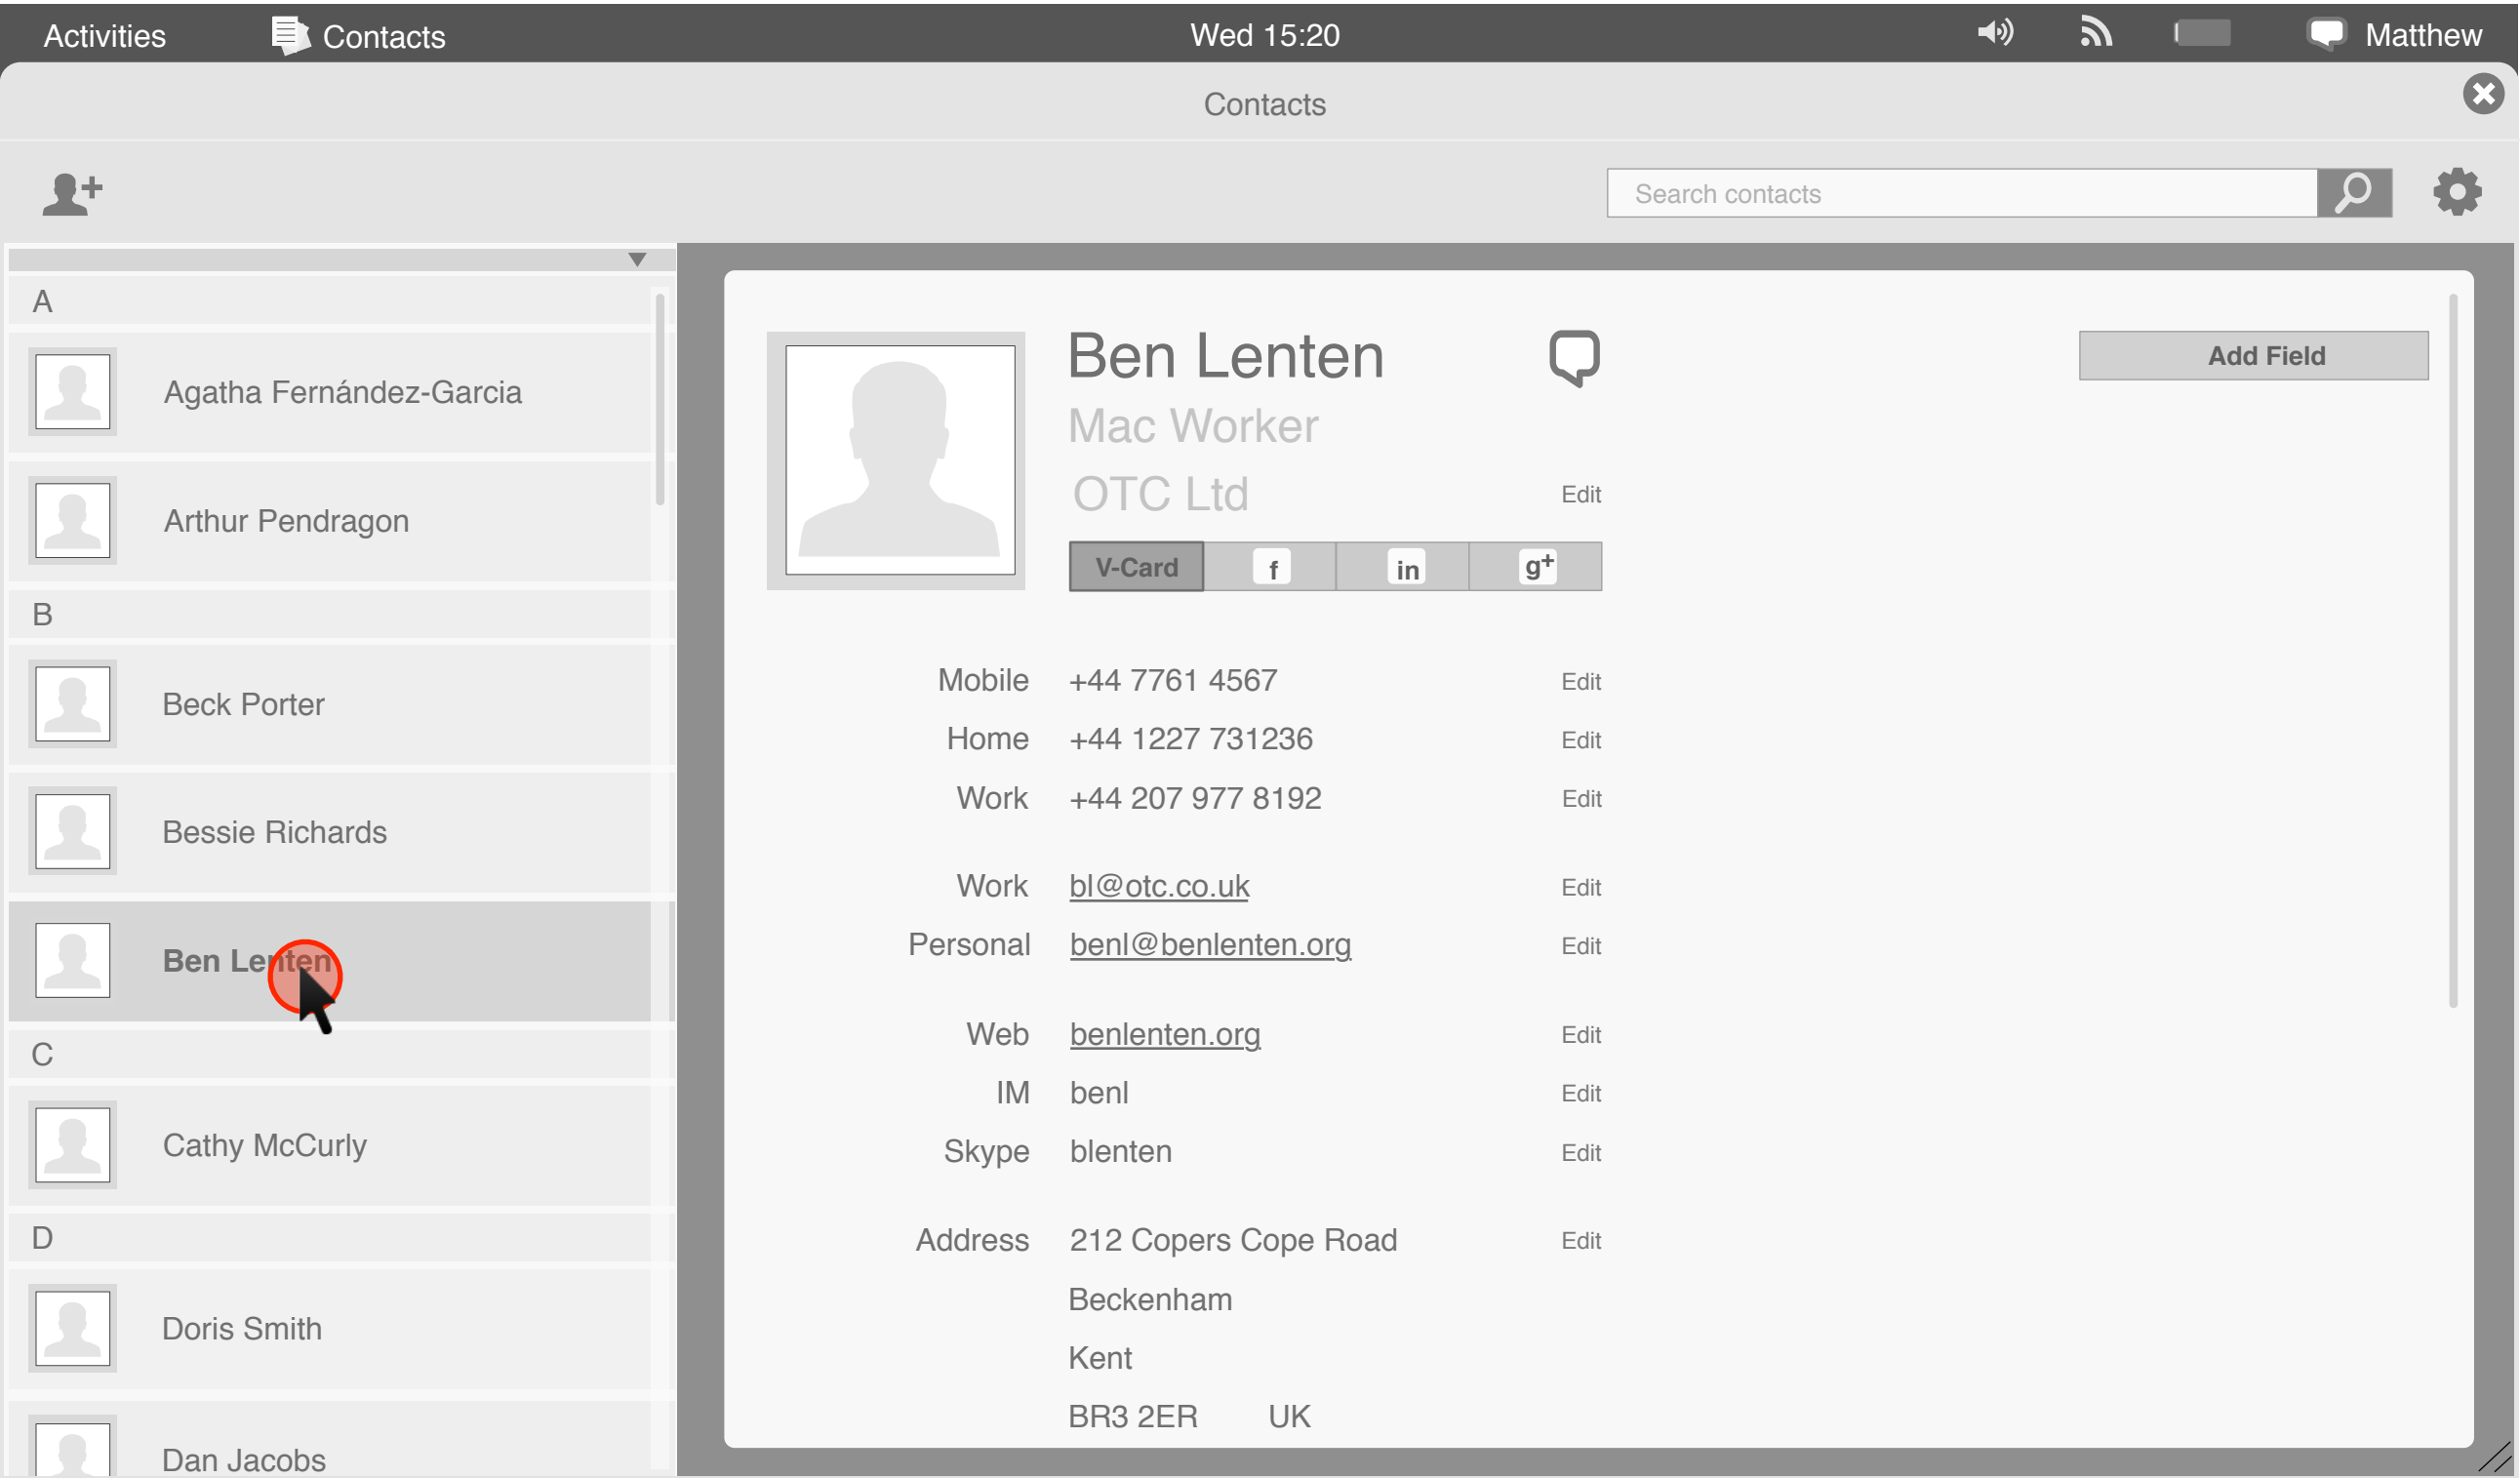 Activities Contacts Wed 15:20 Matthew
Contacts
Search contacts
A
Agatha Fernández-Garcia
Arthur Pendragon
B
Beck Porter
Bessie Richards
Ben Lenten
C
Cathy McCurly
D
Doris Smith
Dan Jacobs
Ben Lenten
Add Field
Mac Worker
OTC Ltd Edit
V-Card f in g+
Mobile +44 7761 4567 Edit
Home +44 1227 731236 Edit
Work +44 207 977 8192 Edit
Work bl@otc.co.uk Edit
Personal benl@benlenten.org Edit
Web benlenten.org Edit
IM benl Edit
Skype blenten Edit
Address 212 Copers Cope Road Edit
Beckenham
Kent
BR3 2ER UK